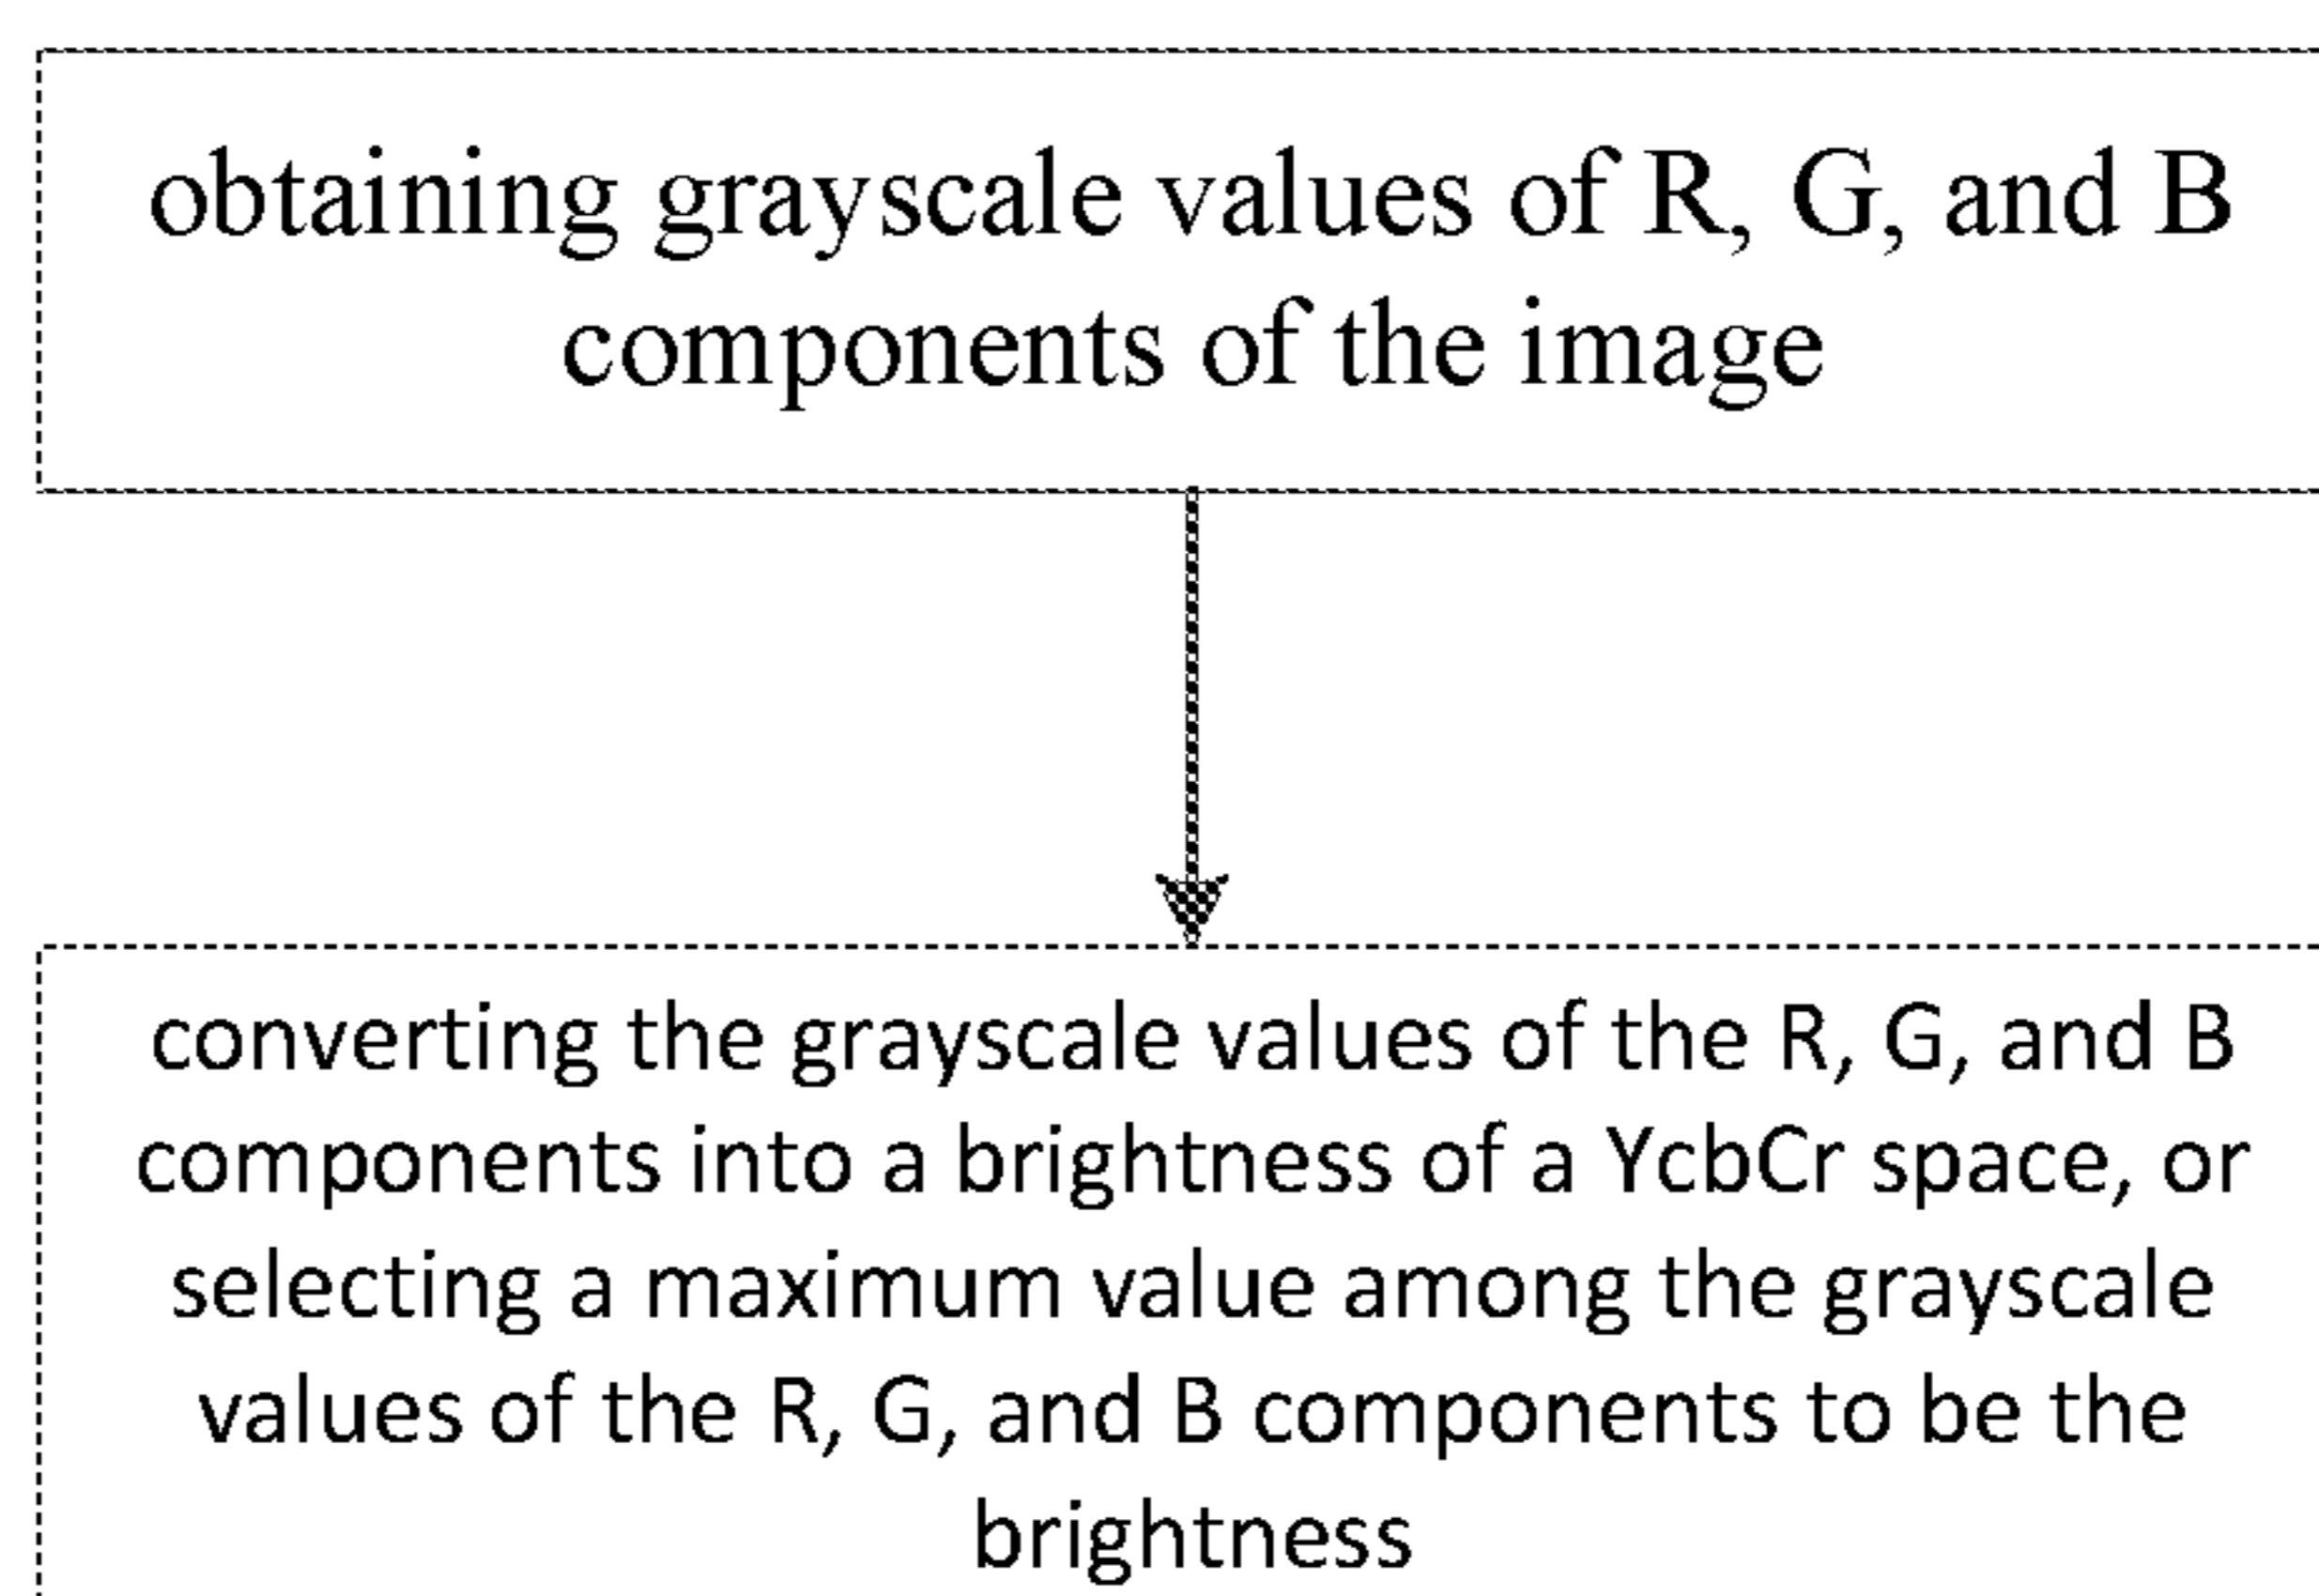 obtaining grayscale values of R, G, and B
components of the image
converting the grayscale values of the R, G, and B
components into a brightness of a YcbCr space, or
selecting a maximum value among the grayscale
values of the R, G, and B components to be the
brightness